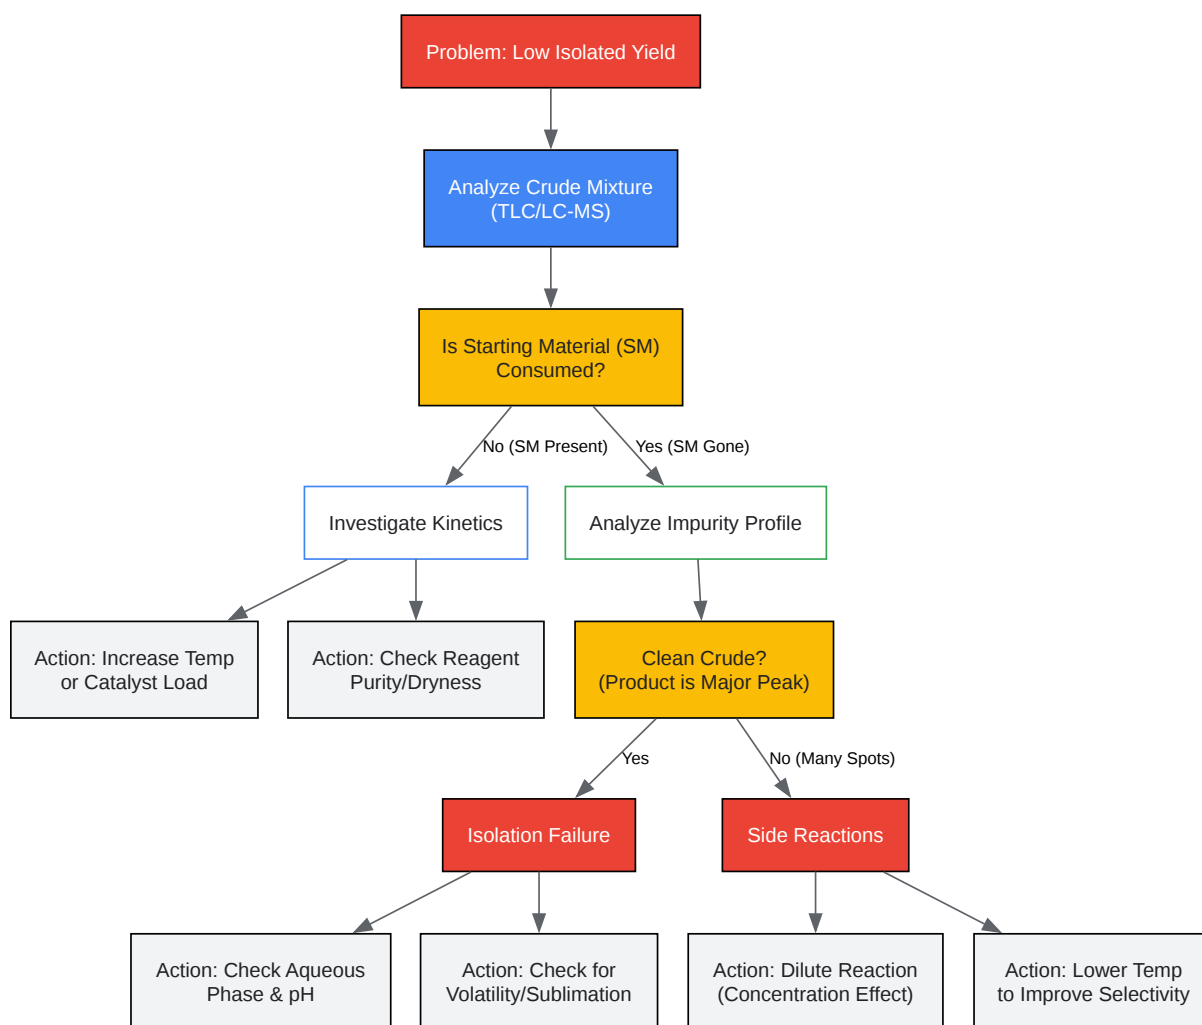 Problem: Low Isolated Yield
Analyze Crude Mixture
(TLC/LC-MS)
Is Starting Material (SM)
Consumed?
No (SM Present)
Yes (SM Gone)
Investigate Kinetics
Analyze Impurity Profile
Action: Increase Temp
or Catalyst Load
Action: Check Reagent
Purity/Dryness
Clean Crude?
(Product is Major Peak)
Yes
No (Many Spots)
Isolation Failure
Side Reactions
Action: Check Aqueous
Phase & pH
Action: Check for
Volatility/Sublimation
Action: Dilute Reaction
(Concentration Effect)
Action: Lower Temp
to Improve Selectivity